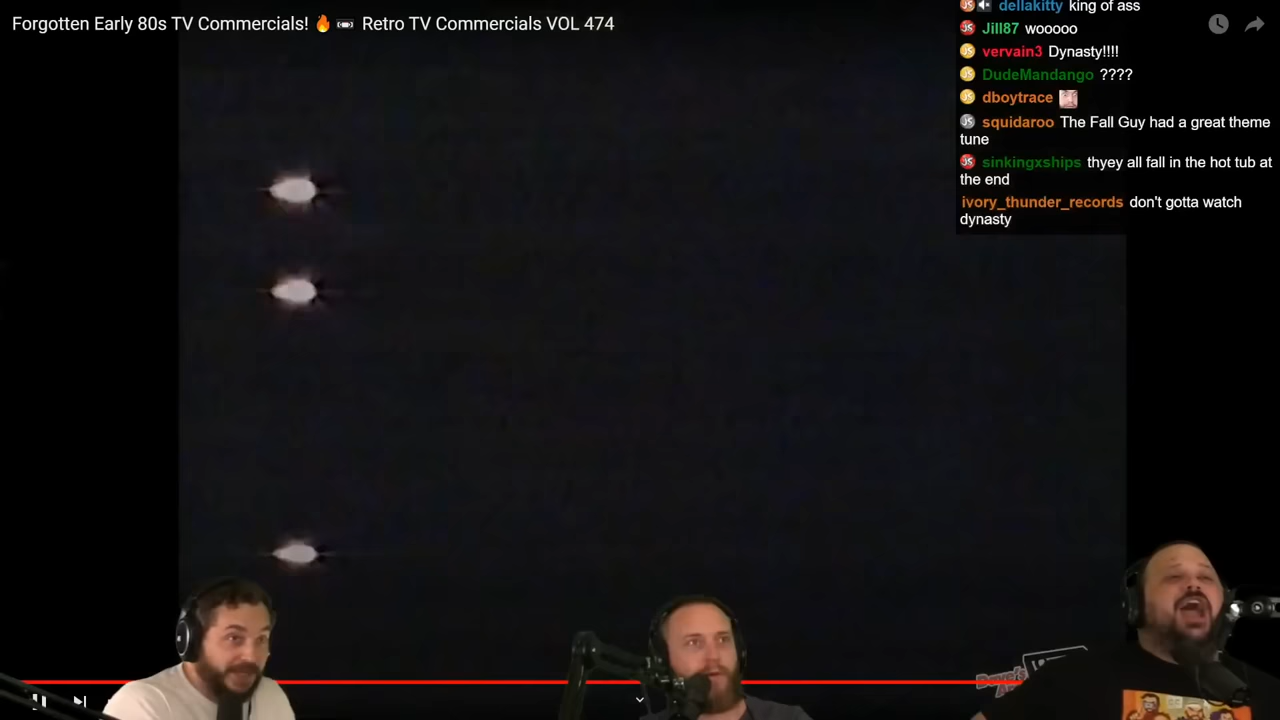 Forgotten Early 80s TV Commercials! 🔥📼 Retro TV Commercials VOL 474
dellakitty king of ass
Jill87 wooooo
vervain3 Dynasty!!!!
DudeMandango ????
dboytrace
squidaroo The Fall Guy had a great theme
tune
sinkingxships thyey all fall in the hot tub at
the end
ivory_thunder_records don't gotta watch
dynasty